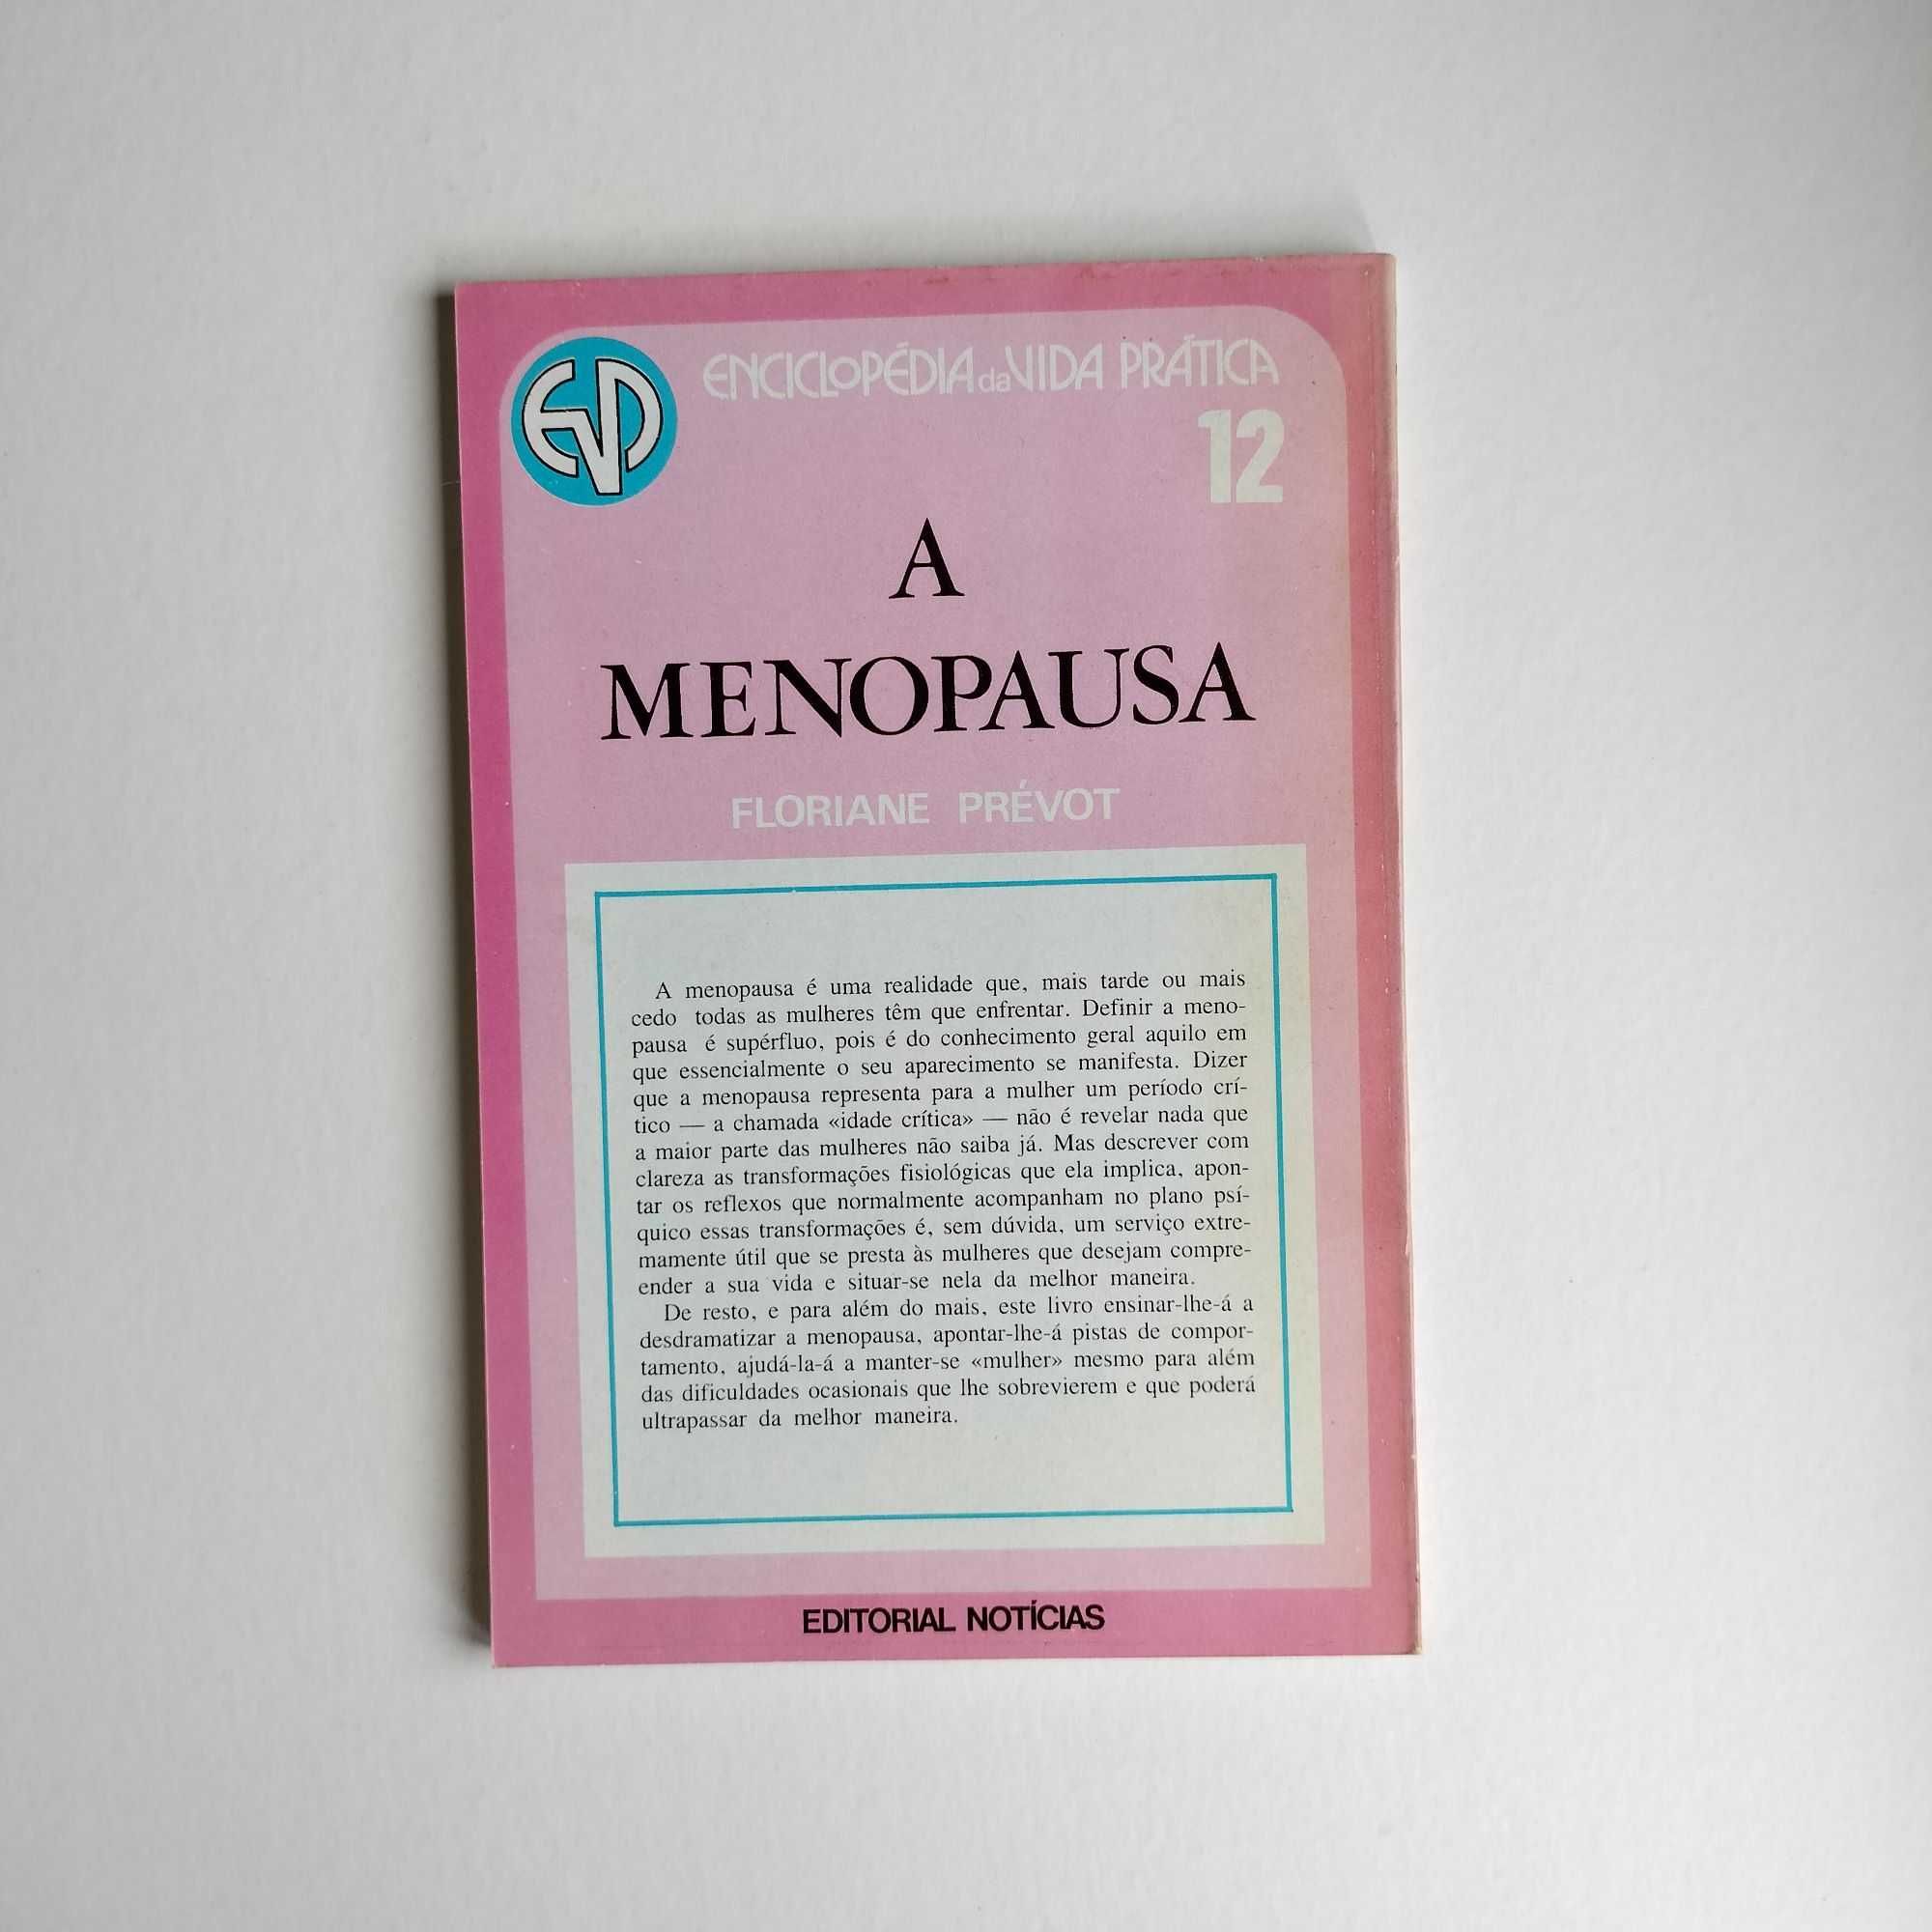 EVP
ENCICLOPÉDIA da VIDA PRÁTICA
12
A
MENOPAUSA
FLORIANE PRÉVOT
A menopausa é uma realidade que, mais tarde ou mais
cedo todas as mulheres têm que enfrentar. Definir a meno-
pausa é supérfluo, pois é do conhecimento geral aquilo em
que essencialmente o seu aparecimento se manifesta. Dizer
que a menopausa representa para a mulher um período crí-
tico — a chamada «idade crítica» — não é revelar nada que
a maior parte das mulheres não saiba já. Mas descrever com
clareza as transformações fisiológicas que ela implica, apon-
tar os reflexos que normalmente acompanham no plano psí-
quico essas transformações é, sem dúvida, um serviço extre-
mamente útil que se presta às mulheres que desejam compre-
ender a sua vida e situar-se nela da melhor maneira.
De resto, e para além do mais, este livro ensinar-lhe-á a
desdramatizar a menopausa, apontar-lhe-á pistas de compor-
tamento, ajudá-la-á a manter-se «mulher» mesmo para além
das dificuldades ocasionais que lhe sobrevierem e que poderá
ultrapassar da melhor maneira.
EDITORIAL NOTÍCIAS